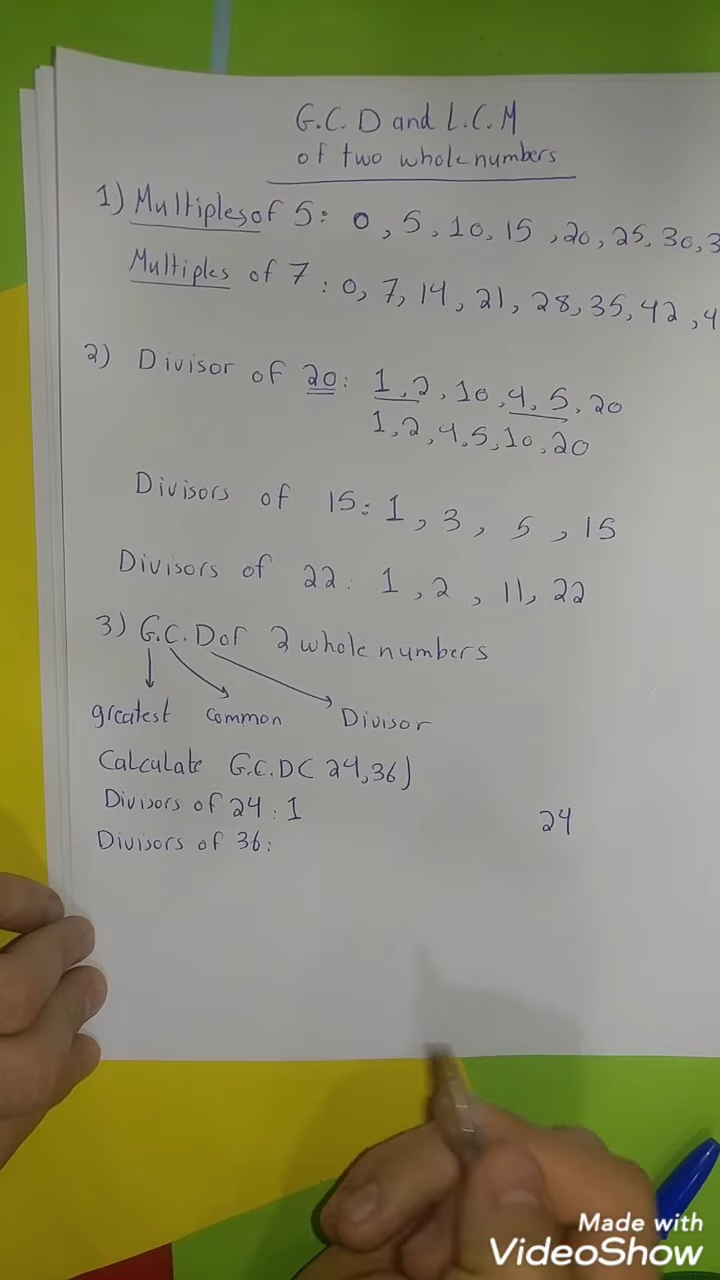 G.C.D and L.C.M
of two whole numbers
1) Multiples of 5: 0, 5, 10, 15, 20, 25, 30, 3
Multiples of 7: 0, 7, 14, 21, 28, 35, 42, 4
2) Divisor of 20: 1, 2, 10, 4, 5, 20
1, 2, 4, 5, 10, 20
Divisors of 15: 1, 3, 5, 15
Divisors of 22: 1, 2, 11, 22
3) G.C.D of 2 whole numbers
greatest common Divisor
Calculate G.C.D(24,36)
Divisors of 24: 1 24
Divisors of 36:
Made with
VideoShow